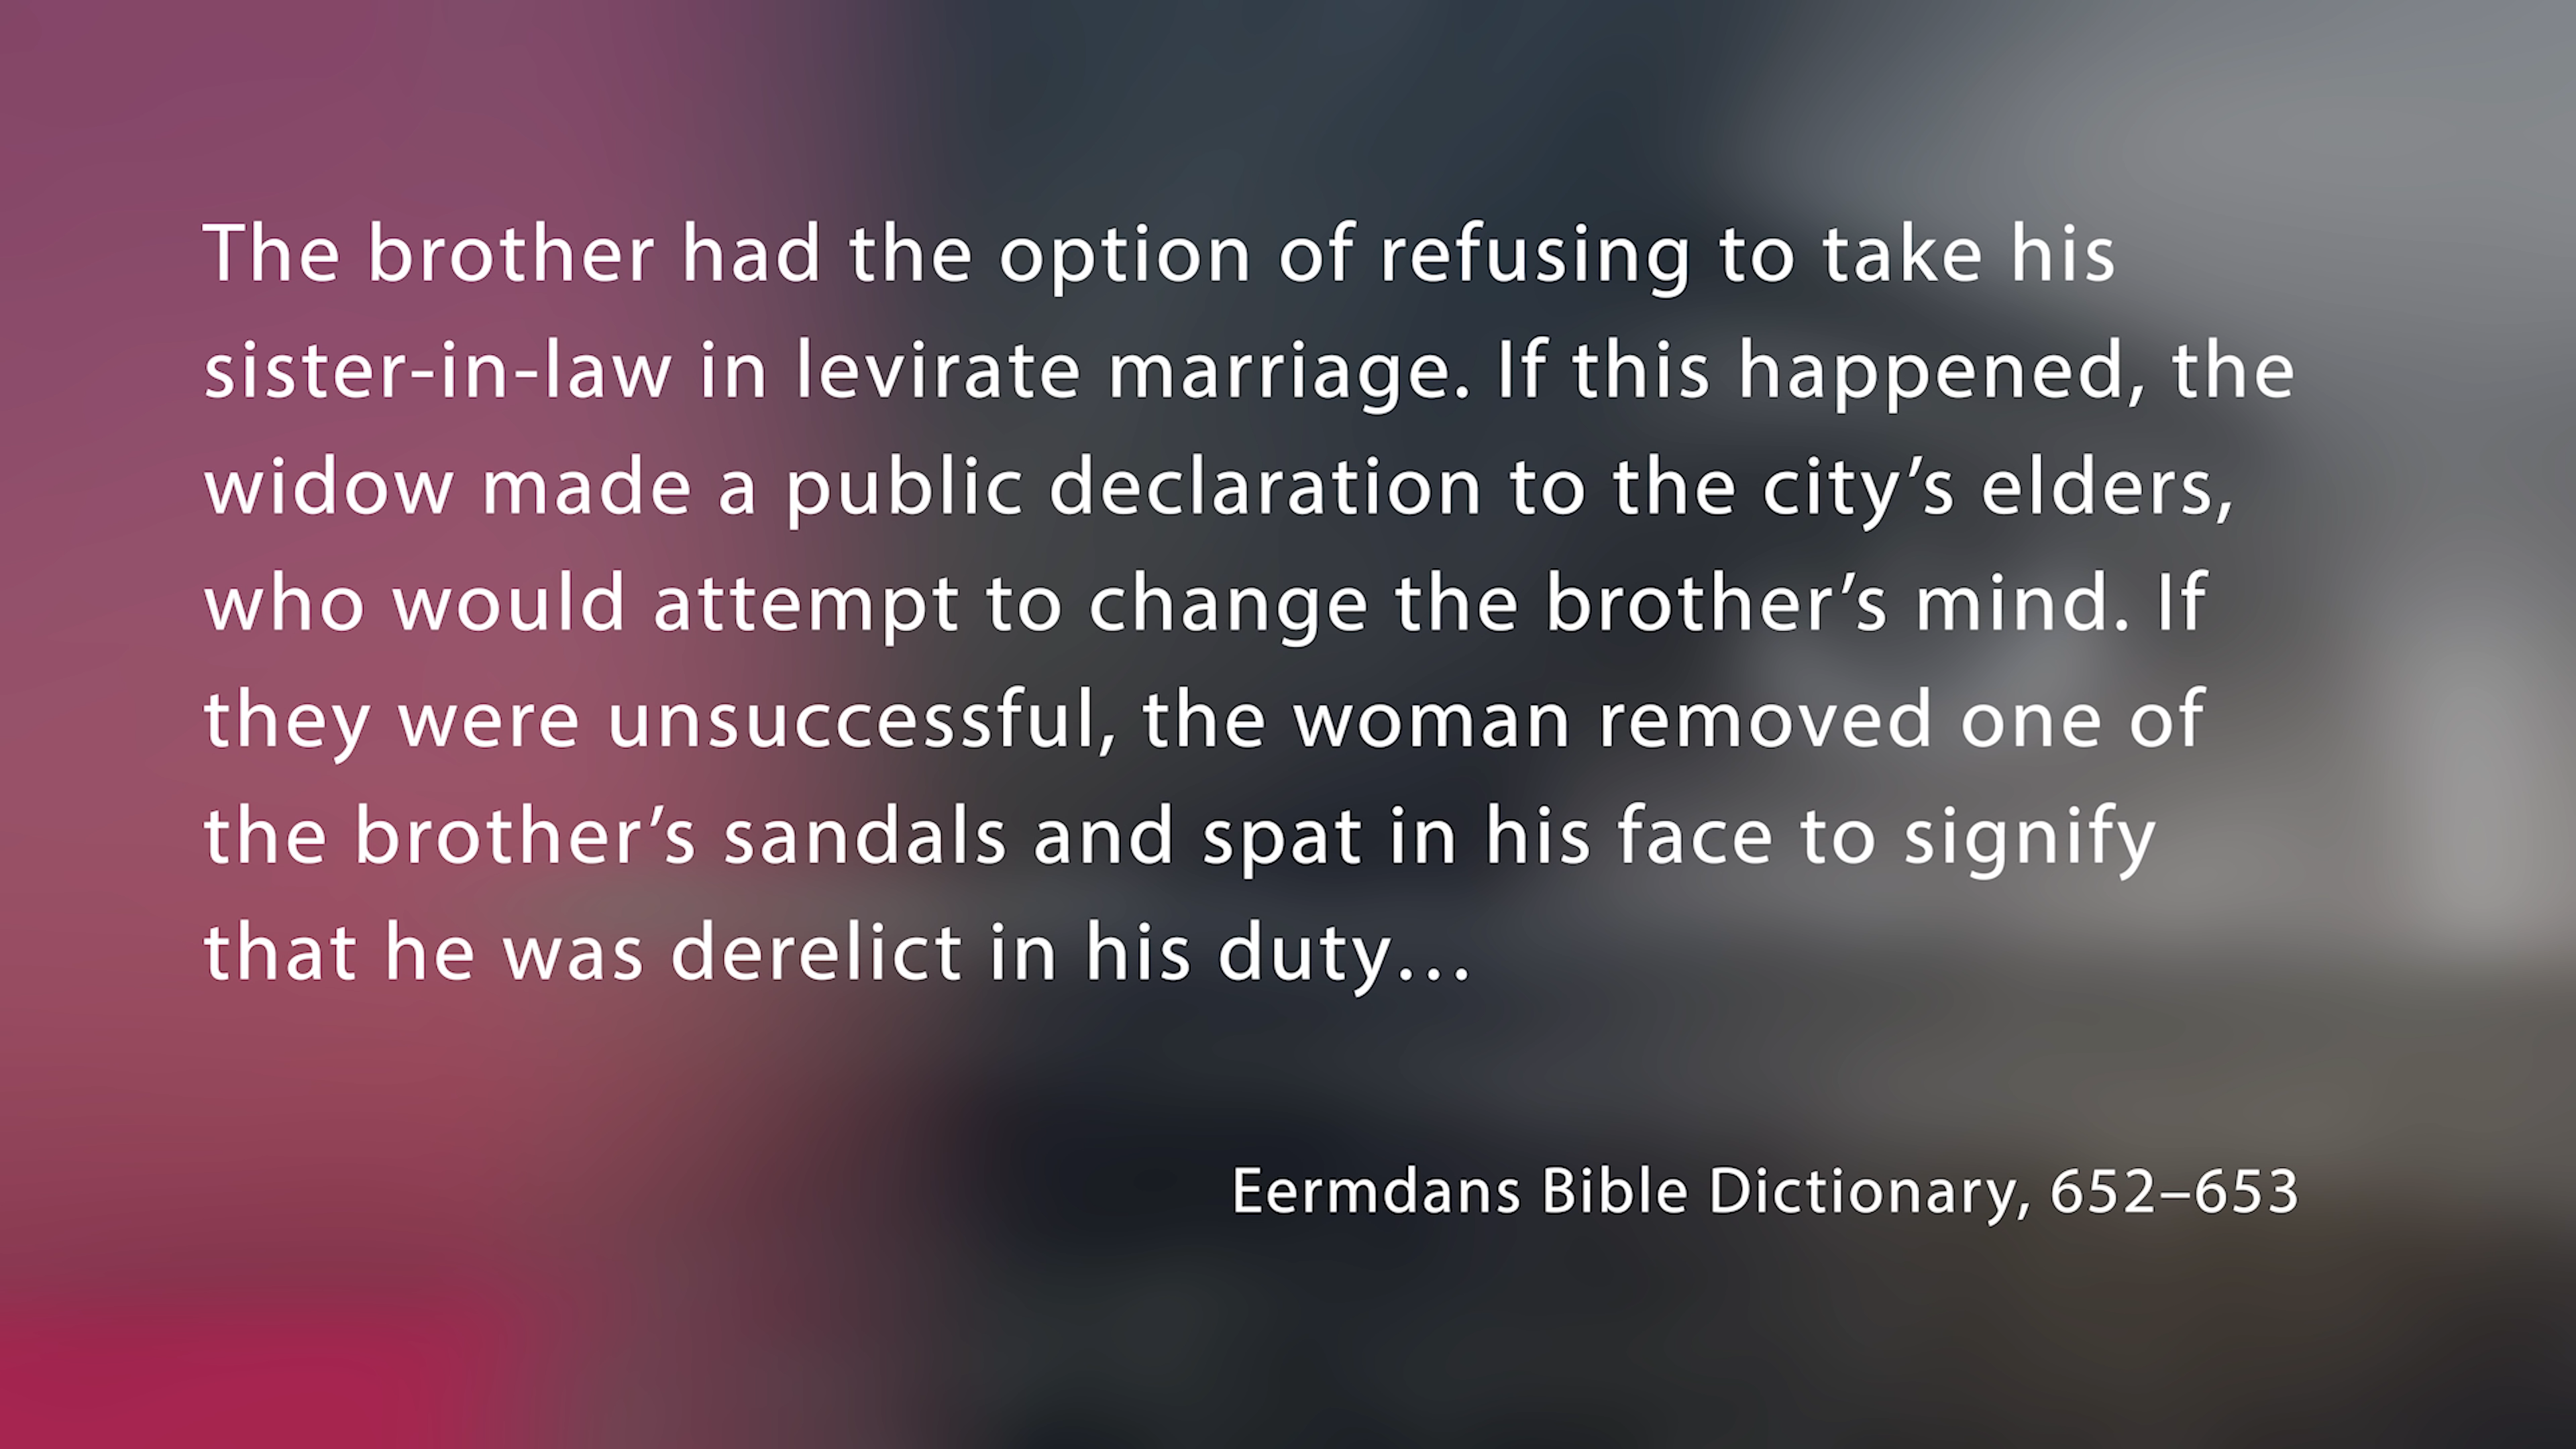 The brother had the option of refusing to take his
sister-in-law in levirate marriage. If this happened, the
widow made a public declaration to the city’s elders,
who would attempt to change the brother’s mind. If
they were unsuccessful, the woman removed one of
the brother’s sandals and spat in his face to signify
that he was derelict in his duty…
Eermdans Bible Dictionary, 652–653